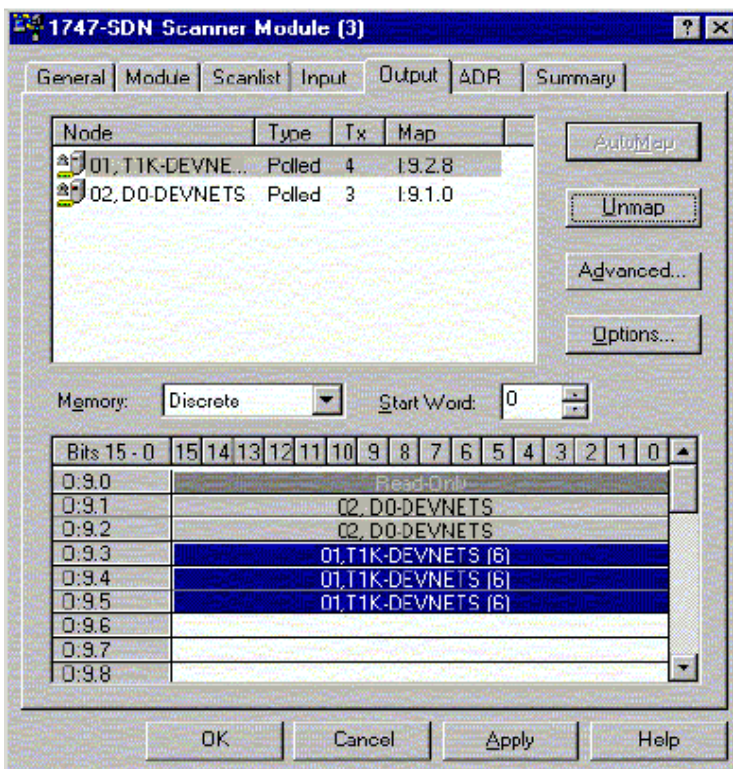 1747-SDN Scanner Module (3)
General Module Scanlist Input Output ADR Summary
Node Type Tx Map
01, T1K-DEVNE... Polled 4 I:9.2.8
02, D0-DEVNETS Polled 3 I:9.1.0
AutoMap
Unmap
Advanced...
Options...
Memory: Discrete Start Word: 0
Bits 15 - 0 15 14 13 12 11 10 9 8 7 6 5 4 3 2 1 0
O:9.0 Read-Only
O:9.1 02, D0-DEVNETS
O:9.2 02, D0-DEVNETS
O:9.3 01,T1K-DEVNETS (6)
O:9.4 01,T1K-DEVNETS (6)
O:9.5 01,T1K-DEVNETS (6)
O:9.6
O:9.7
O:9.8
OK Cancel Apply Help